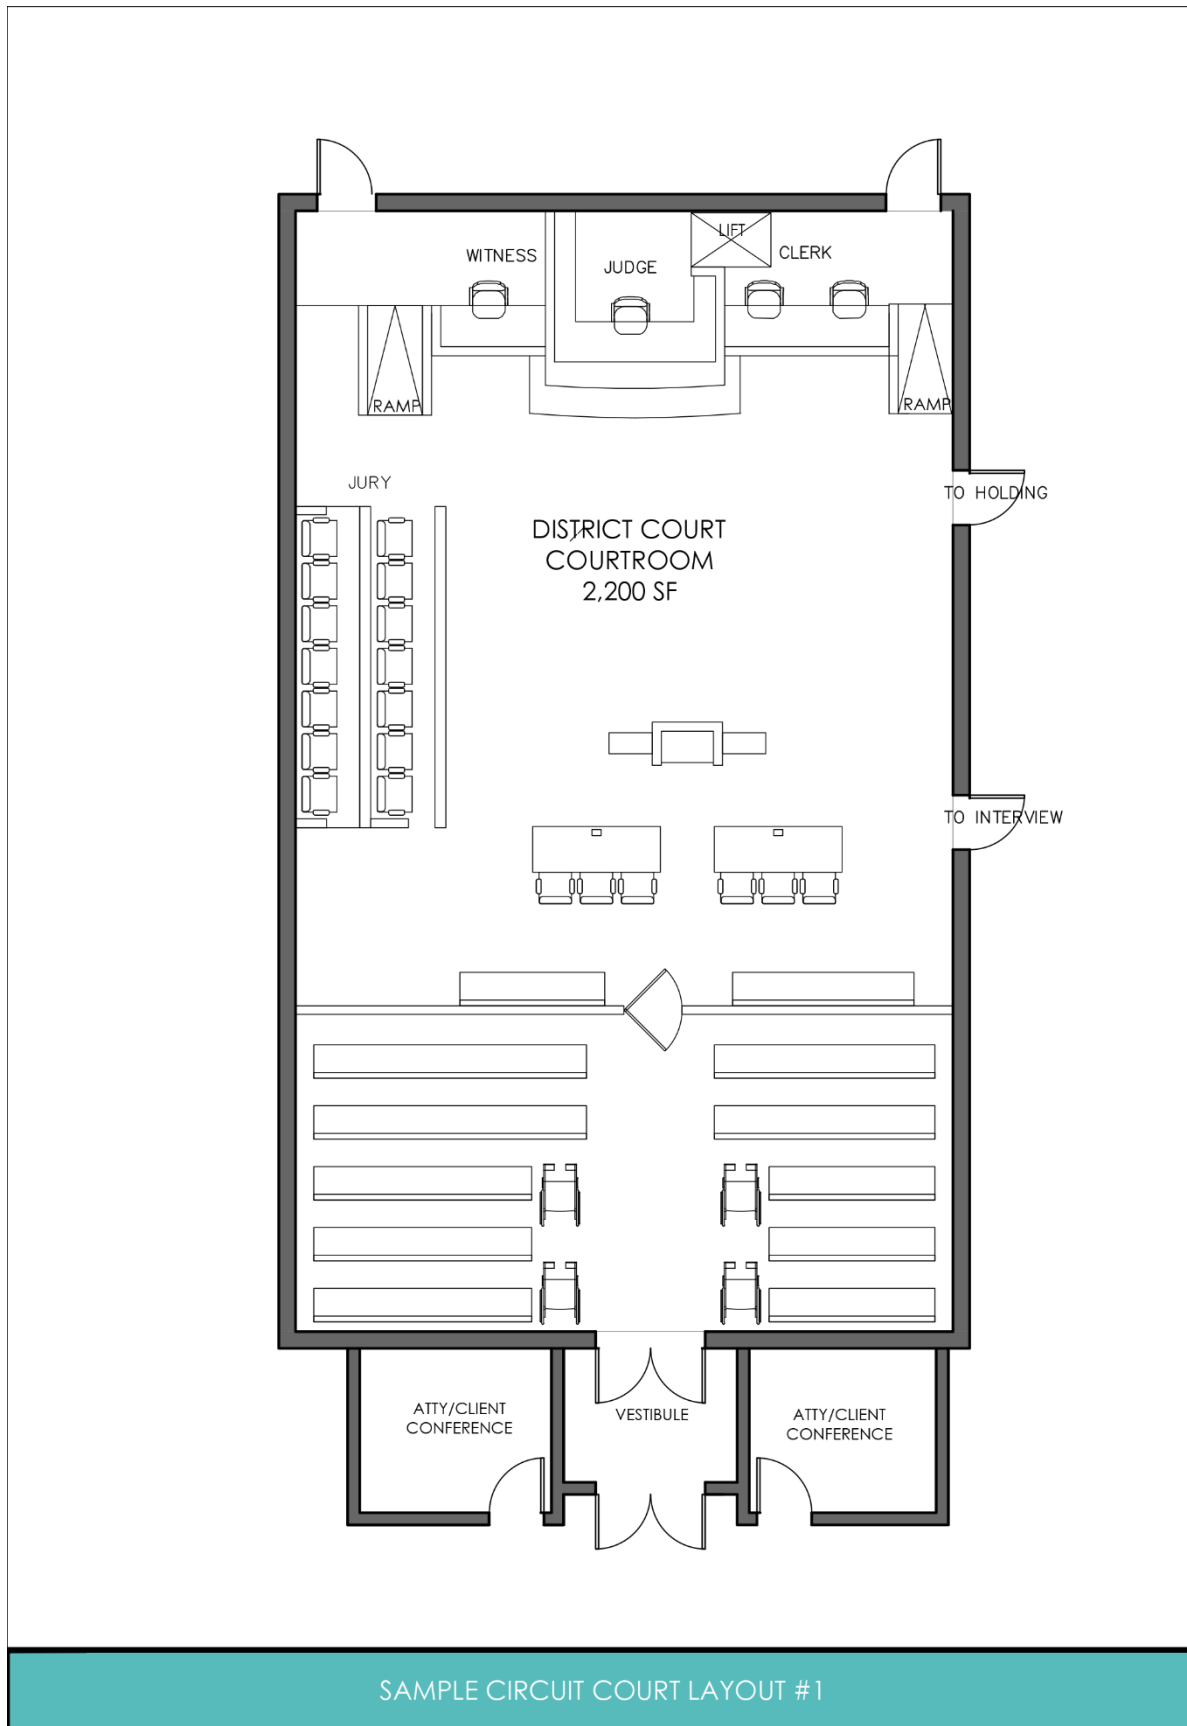 LIFT
WITNESS
CLERK
JUDGE
RAMP
RAMP
JURY
TO HOLDING
DISTRICT COURT
COURTROOM
2,200 SF
TO INTERVIEW
ATTY/CLIENT
CONFERENCE
VESTIBULE
ATTY/CLIENT
CONFERENCE
SAMPLE CIRCUIT COURT LAYOUT #1